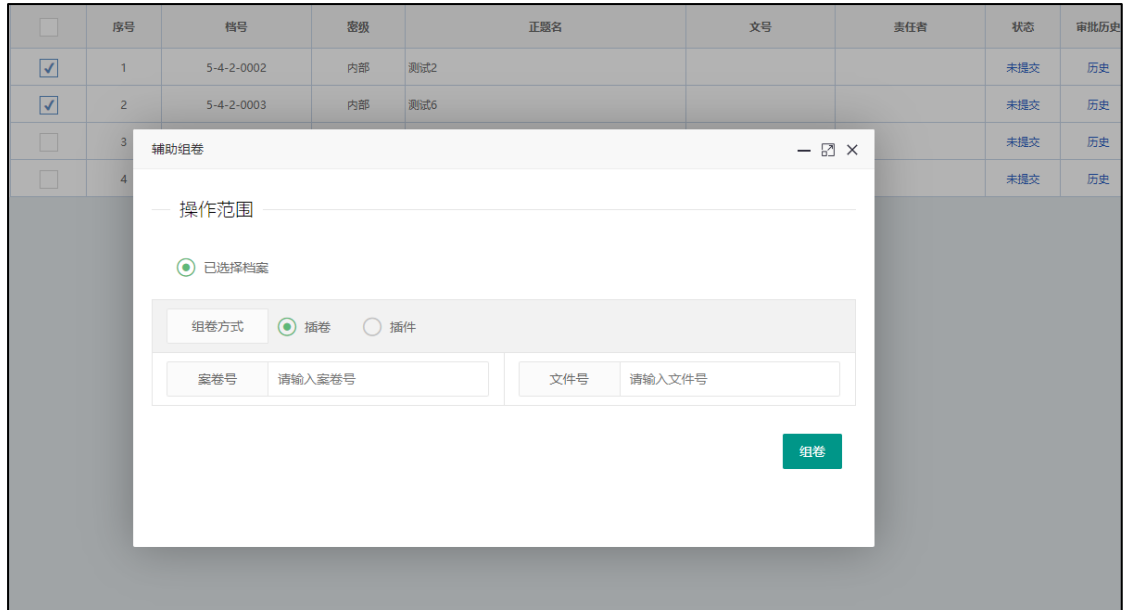 序号 档号 密级 正题名 文号 责任者 状态 审批历史
1 5-4-2-0002 内部 测试2 未提交 历史
2 5-4-2-0003 内部 测试6 未提交 历史
3 未提交 历史
4 未提交 历史
辅助组卷
操作范围
已选择档案
组卷方式 插卷 插件
案卷号 请输入案卷号 文件号 请输入文件号
组卷